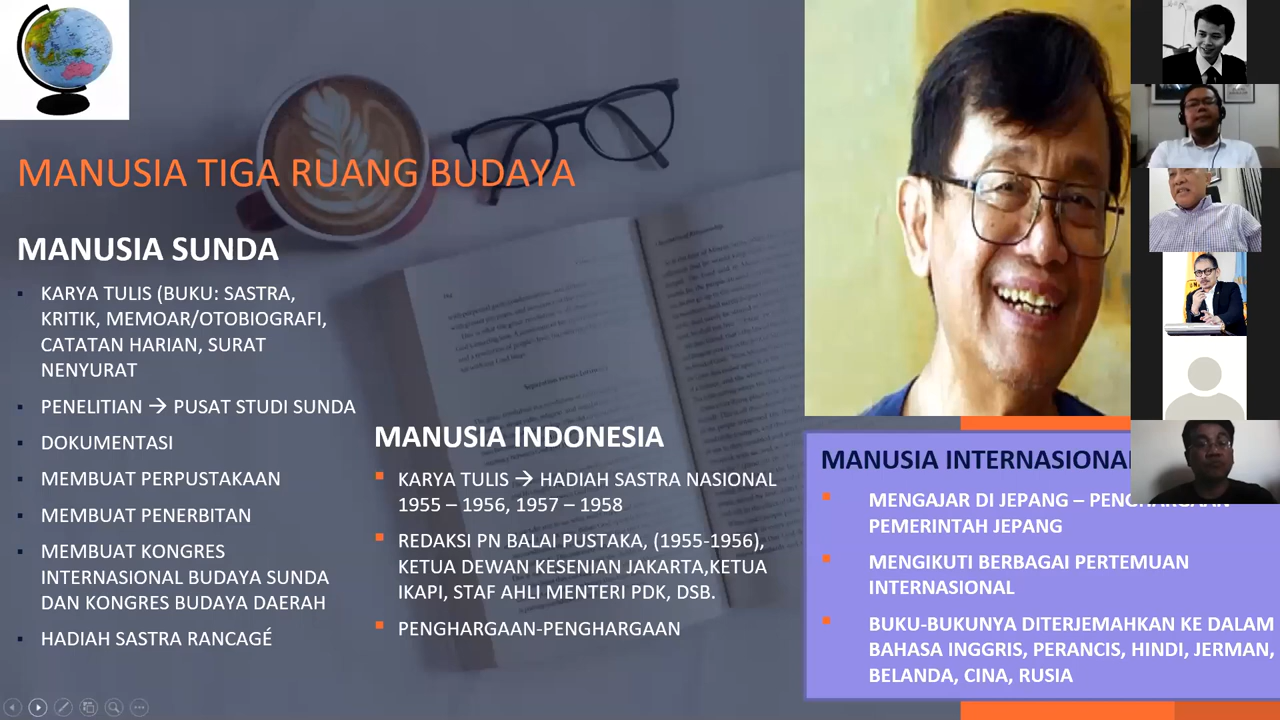 MANUSIA TIGA RUANG BUDAYA
MANUSIA SUNDA
KARYA TULIS (BUKU: SASTRA,
KRITIK, MEMOAR/OTOBIOGRAFI,
CATATAN HARIAN, SURAT
NENYURAT
PENELITIAN → PUSAT STUDI SUNDA
DOKUMENTASI
MEMBUAT PERPUSTAKAAN
MEMBUAT PENERBITAN
MEMBUAT KONGRES
INTERNASIONAL BUDAYA SUNDA
DAN KONGRES BUDAYA DAERAH
HADIAH SASTRA RANCAGÉ
MANUSIA INDONESIA
KARYA TULIS → HADIAH SASTRA NASIONAL
1955 – 1956, 1957 – 1958
REDAKSI PN BALAI PUSTAKA, (1955-1956),
KETUA DEWAN KESENIAN JAKARTA,KETUA
IKAPI, STAF AHLI MENTERI PDK, DSB.
PENGHARGAAN-PENGHARGAAN
MANUSIA INTERNASIONAL
MENGAJAR DI JEPANG – PENGHARGAAN
PEMERINTAH JEPANG
MENGIKUTI BERBAGAI PERTEMUAN
INTERNASIONAL
BUKU-BUKUNYA DITERJEMAHKAN KE DALAM
BAHASA INGGRIS, PERANCIS, HINDI, JERMAN,
BELANDA, CINA, RUSIA